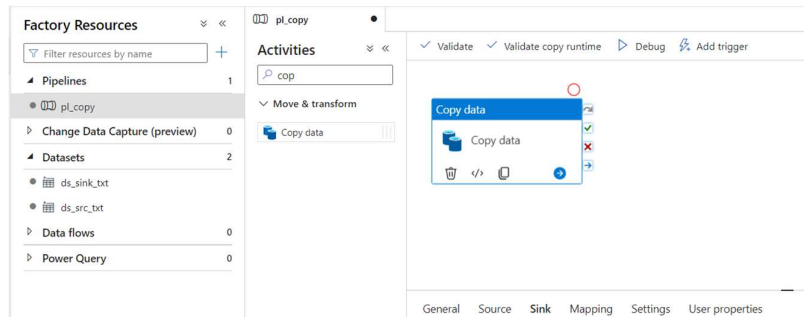 Factory Resources
Filter resources by name
Pipelines 1
pl_copy
Change Data Capture (preview) 0
Datasets 2
ds_sink_txt
ds_src_txt
Data flows 0
Power Query 0
pl_copy
Activities
cop
Move & transform
Copy data
Validate Validate copy runtime Debug Add trigger
Copy data
Copy data
General Source Sink Mapping Settings User properties